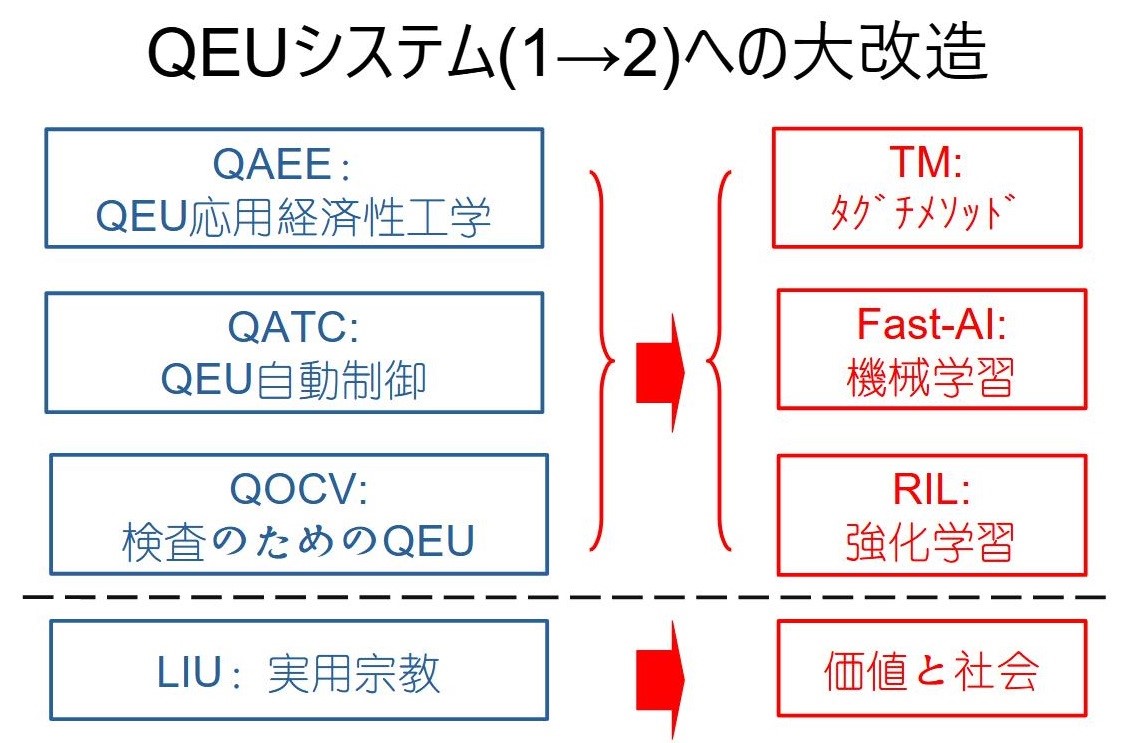 QEUシステム(1→2)への大改造
QAEE：
QEU応用経済性工学
QATC:
QEU自動制御
QOCV:
検査のためのQEU
TM:
ﾀｸﾞﾁﾒｿｯﾄﾞ
Fast-AI:
機械学習
RIL:
強化学習
LIU：実用宗教
価値と社会